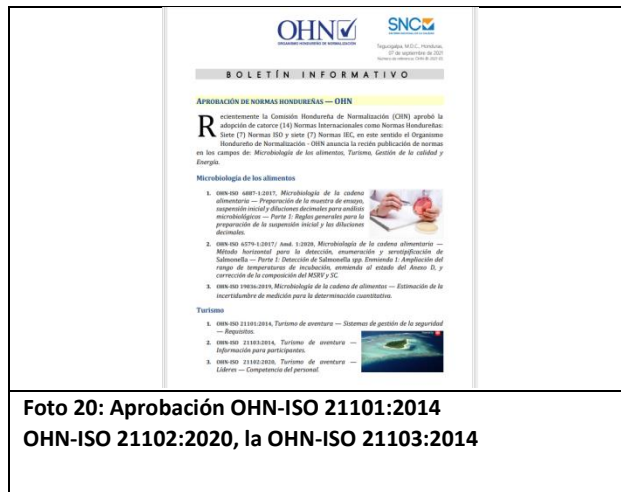 OHN
ORGANISMO HONDUREÑO DE NORMALIZACIÓN
SNC
Tegucigalpa, M.D.C., Honduras,
07 de septiembre de 2021
BOLETÍN INFORMATIVO
APROBACIÓN DE NORMAS HONDUREÑAS — OHN
Recientemente la Comisión Hondureña de Normalización (CHN) aprobó la
adopción de catorce (14) Normas Internacionales como Normas Hondureñas:
Siete (7) Normas ISO y siete (7) Normas IEC, en este sentido el Organismo
Hondureño de Normalización - OHN anuncia la recién publicación de normas
en los campos de: Microbiología de los alimentos, Turismo, Gestión de la calidad y
Energía.
Microbiología de los alimentos
1. OHN-ISO 6887-1:2017, Microbiología de la cadena
alimentaria — Preparación de la muestra de ensayo,
suspensión inicial y diluciones decimales para análisis
microbiológicos — Parte 1: Reglas generales para la
preparación de la suspensión inicial y las diluciones
decimales.
2. OHN-ISO 6579-1:2017/ Amd. 1:2020, Microbiología de la cadena alimentaria —
Método horizontal para la detección, enumeración y serotipificación de
Salmonella — Parte 1: Detección de Salmonella spp. Enmienda 1: Ampliación del
rango de temperaturas de incubación, enmienda al estado del Anexo D, y
corrección de la composición del MSRV y SC.
3. OHN-ISO 19036:2019, Microbiología de la cadena de alimentos — Estimación de la
incertidumbre de medición para la determinación cuantitativa.
Turismo
1. OHN-ISO 21101:2014, Turismo de aventura — Sistemas de gestión de la seguridad
— Requisitos.
2. OHN-ISO 21103:2014, Turismo de aventura —
Información para participantes.
3. OHN-ISO 21102:2020, Turismo de aventura —
Líderes — Competencia del personal.
Foto 20: Aprobación OHN-ISO 21101:2014
OHN-ISO 21102:2020, la OHN-ISO 21103:2014